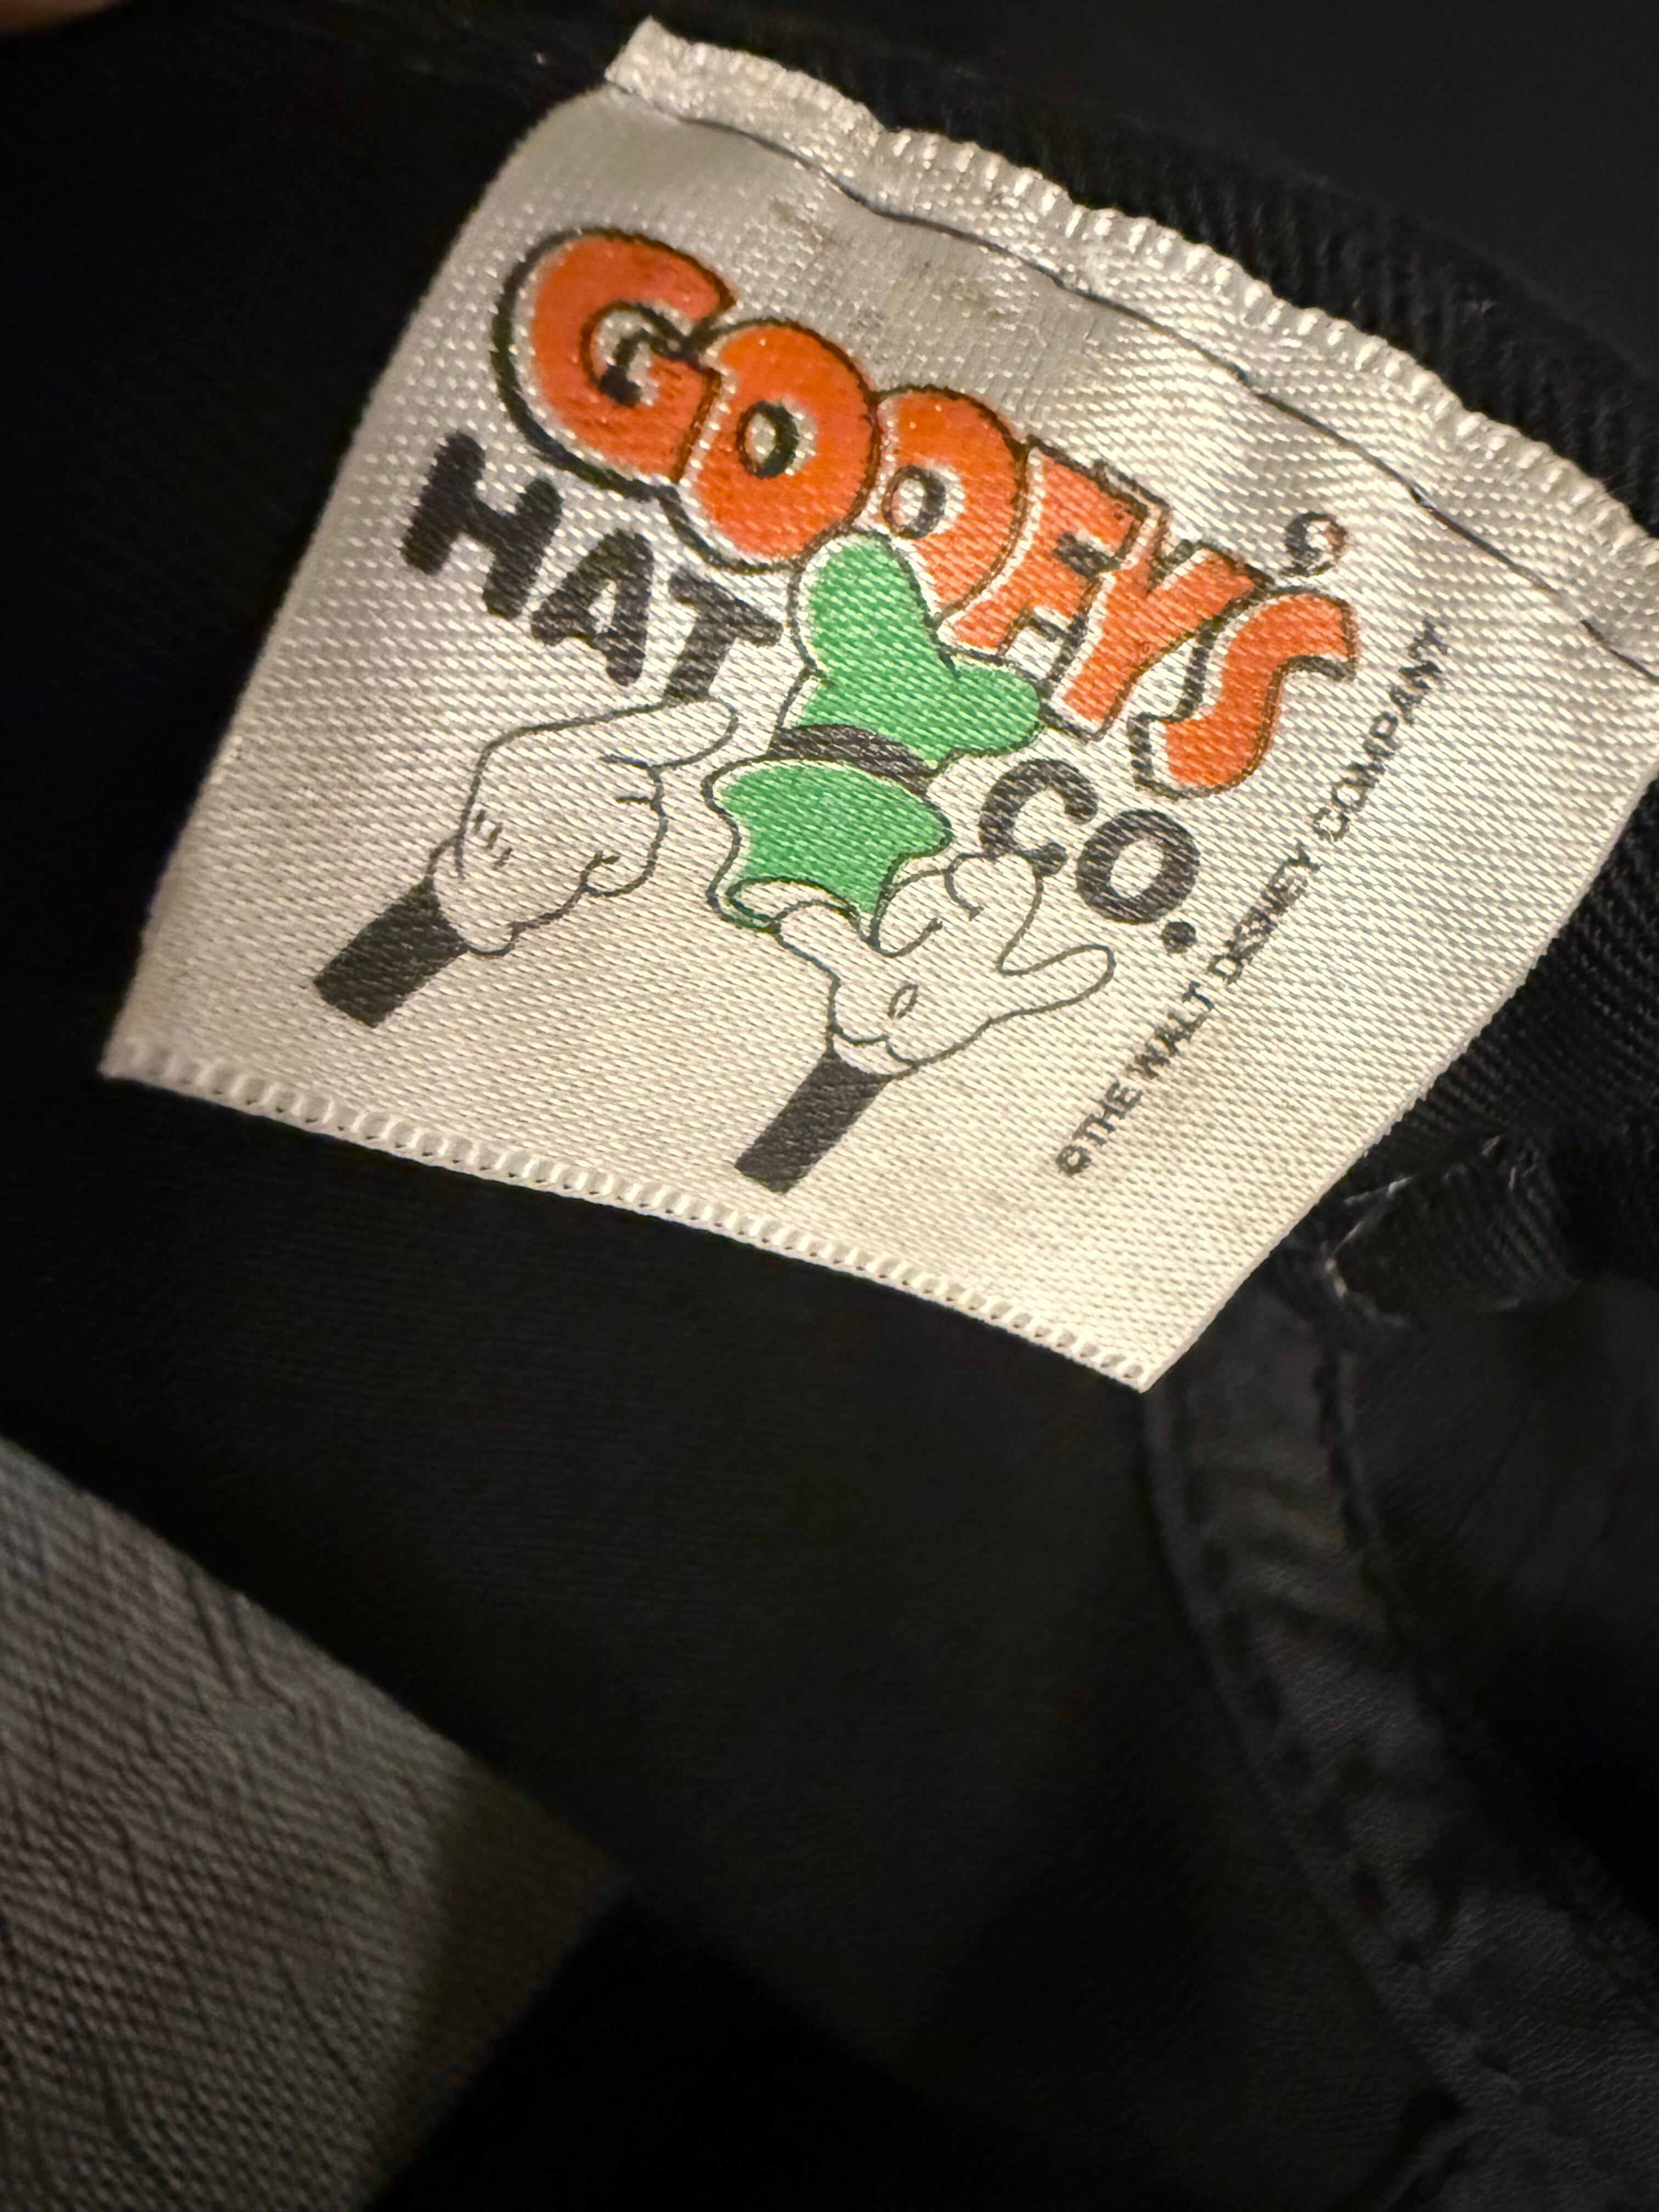 GOOFY'S
HAT CO.
©THE WALT DISNEY COMPANY